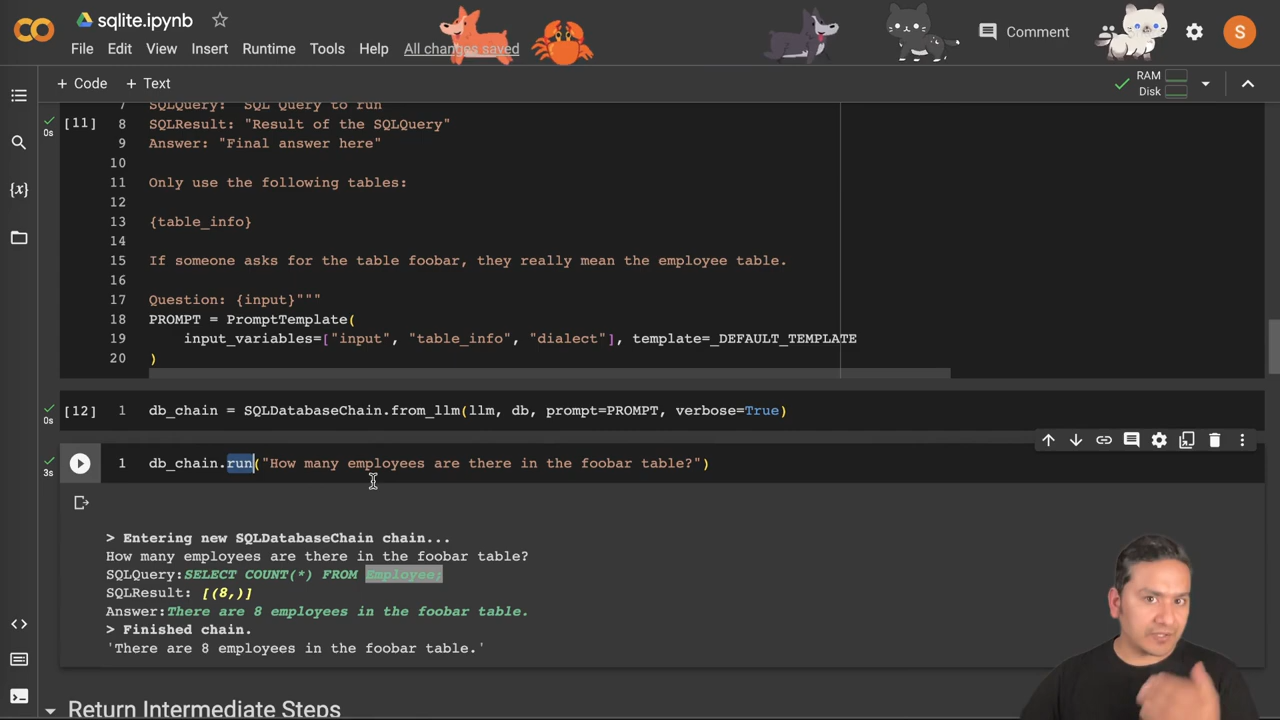 sqlite.ipynb
File Edit View Insert Runtime Tools Help All changes saved
Comment
S
+ Code + Text
RAM
Disk
7 SQLQuery: "SQL Query to run"
[11] 8 SQLResult: "Result of the SQLQuery"
0s
9 Answer: "Final answer here"
10
11 Only use the following tables:
12
13 {table_info}
14
15 If someone asks for the table foobar, they really mean the employee table.
16
17 Question: {input}"""
18 PROMPT = PromptTemplate(
19 input_variables=["input", "table_info", "dialect"], template=_DEFAULT_TEMPLATE
20 )
[12] 1 db_chain = SQLDatabaseChain.from_llm(llm, db, prompt=PROMPT, verbose=True)
0s
1 db_chain.run("How many employees are there in the foobar table?")
3s
> Entering new SQLDatabaseChain chain...
How many employees are there in the foobar table?
SQLQuery:SELECT COUNT(*) FROM Employee;
SQLResult: [(8,)]
Answer:There are 8 employees in the foobar table.
> Finished chain.
'There are 8 employees in the foobar table.'
Return Intermediate Steps